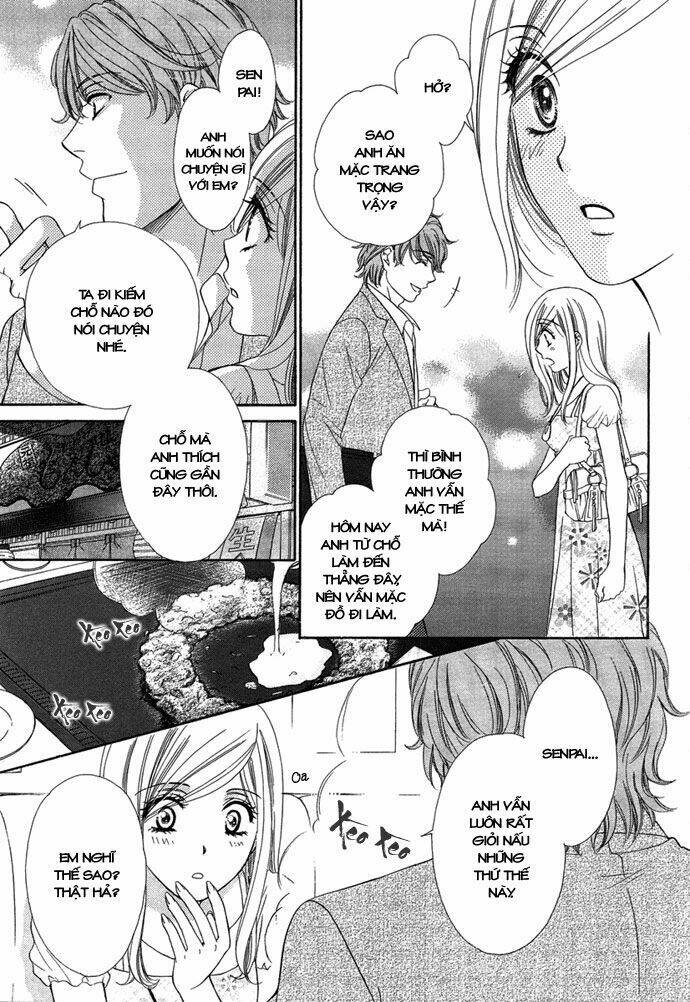 HỞ?
SAO
ANH ĂN
MẶC TRANG
TRỌNG
VẬY?
THÌ BÌNH
THƯỜNG
ANH VẪN
MẶC THẾ
MÀ!
HÔM NAY
ANH TỪ CHỖ
LÀM ĐẾN
THẲNG ĐÂY,
NÊN VẪN MẶC
ĐỒ ĐI LÀM.
SEN
PAI!
ANH
MUỐN NÓI
CHUYỆN GÌ
VỚI EM?
TA ĐI KIẾM
CHỖ NÀO ĐÓ
NÓI CHUYỆN
NHÉ.
CHỖ MÀ
ANH THÍCH
CŨNG GẦN
ĐÂY THÔI.
Xèo Xèo
Xèo Xèo
SENPAI...
ANH VẪN
LUÔN RẤT
GIỎI NẤU
NHỮNG
THỨ THẾ
NÀY.
Oa
Xèo Xèo
EM NGHĨ
THẾ SAO?
THẬT HẢ?